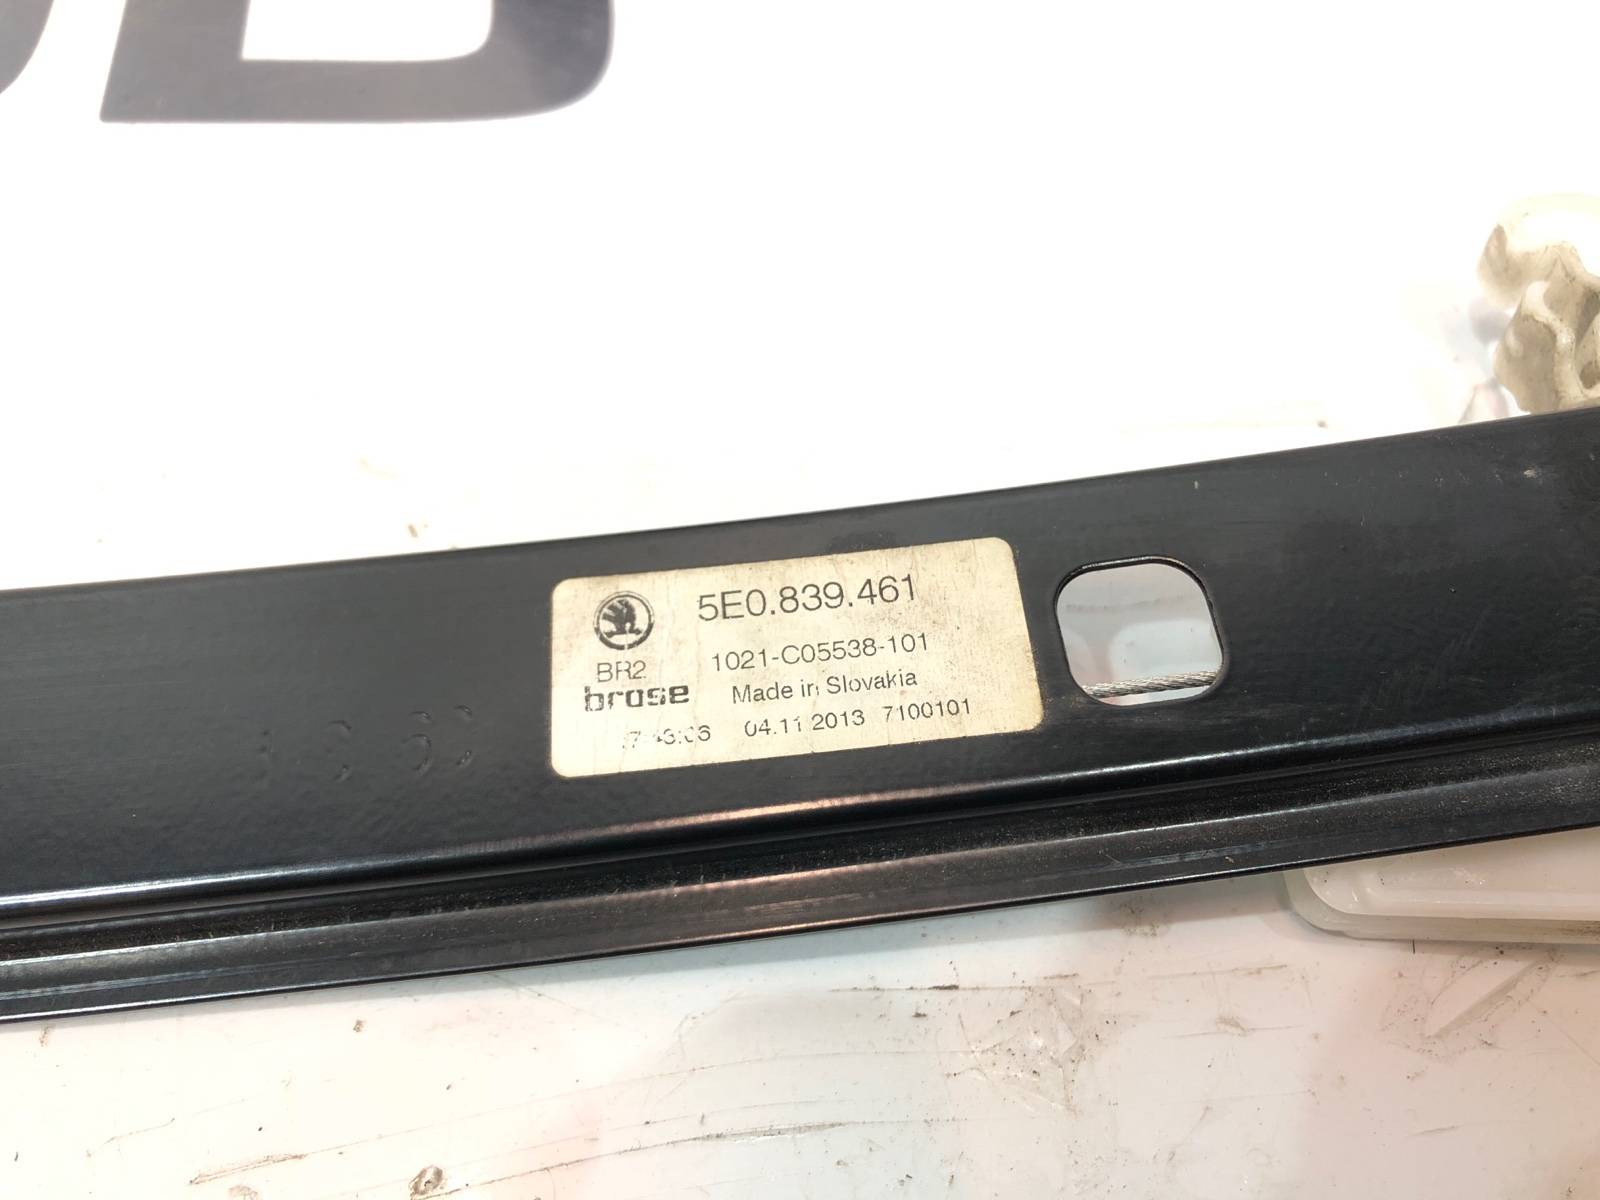 5E0.839.461
BR2
1021-C05538-101
brose
Made in Slovakia
04.11.2013 7100101